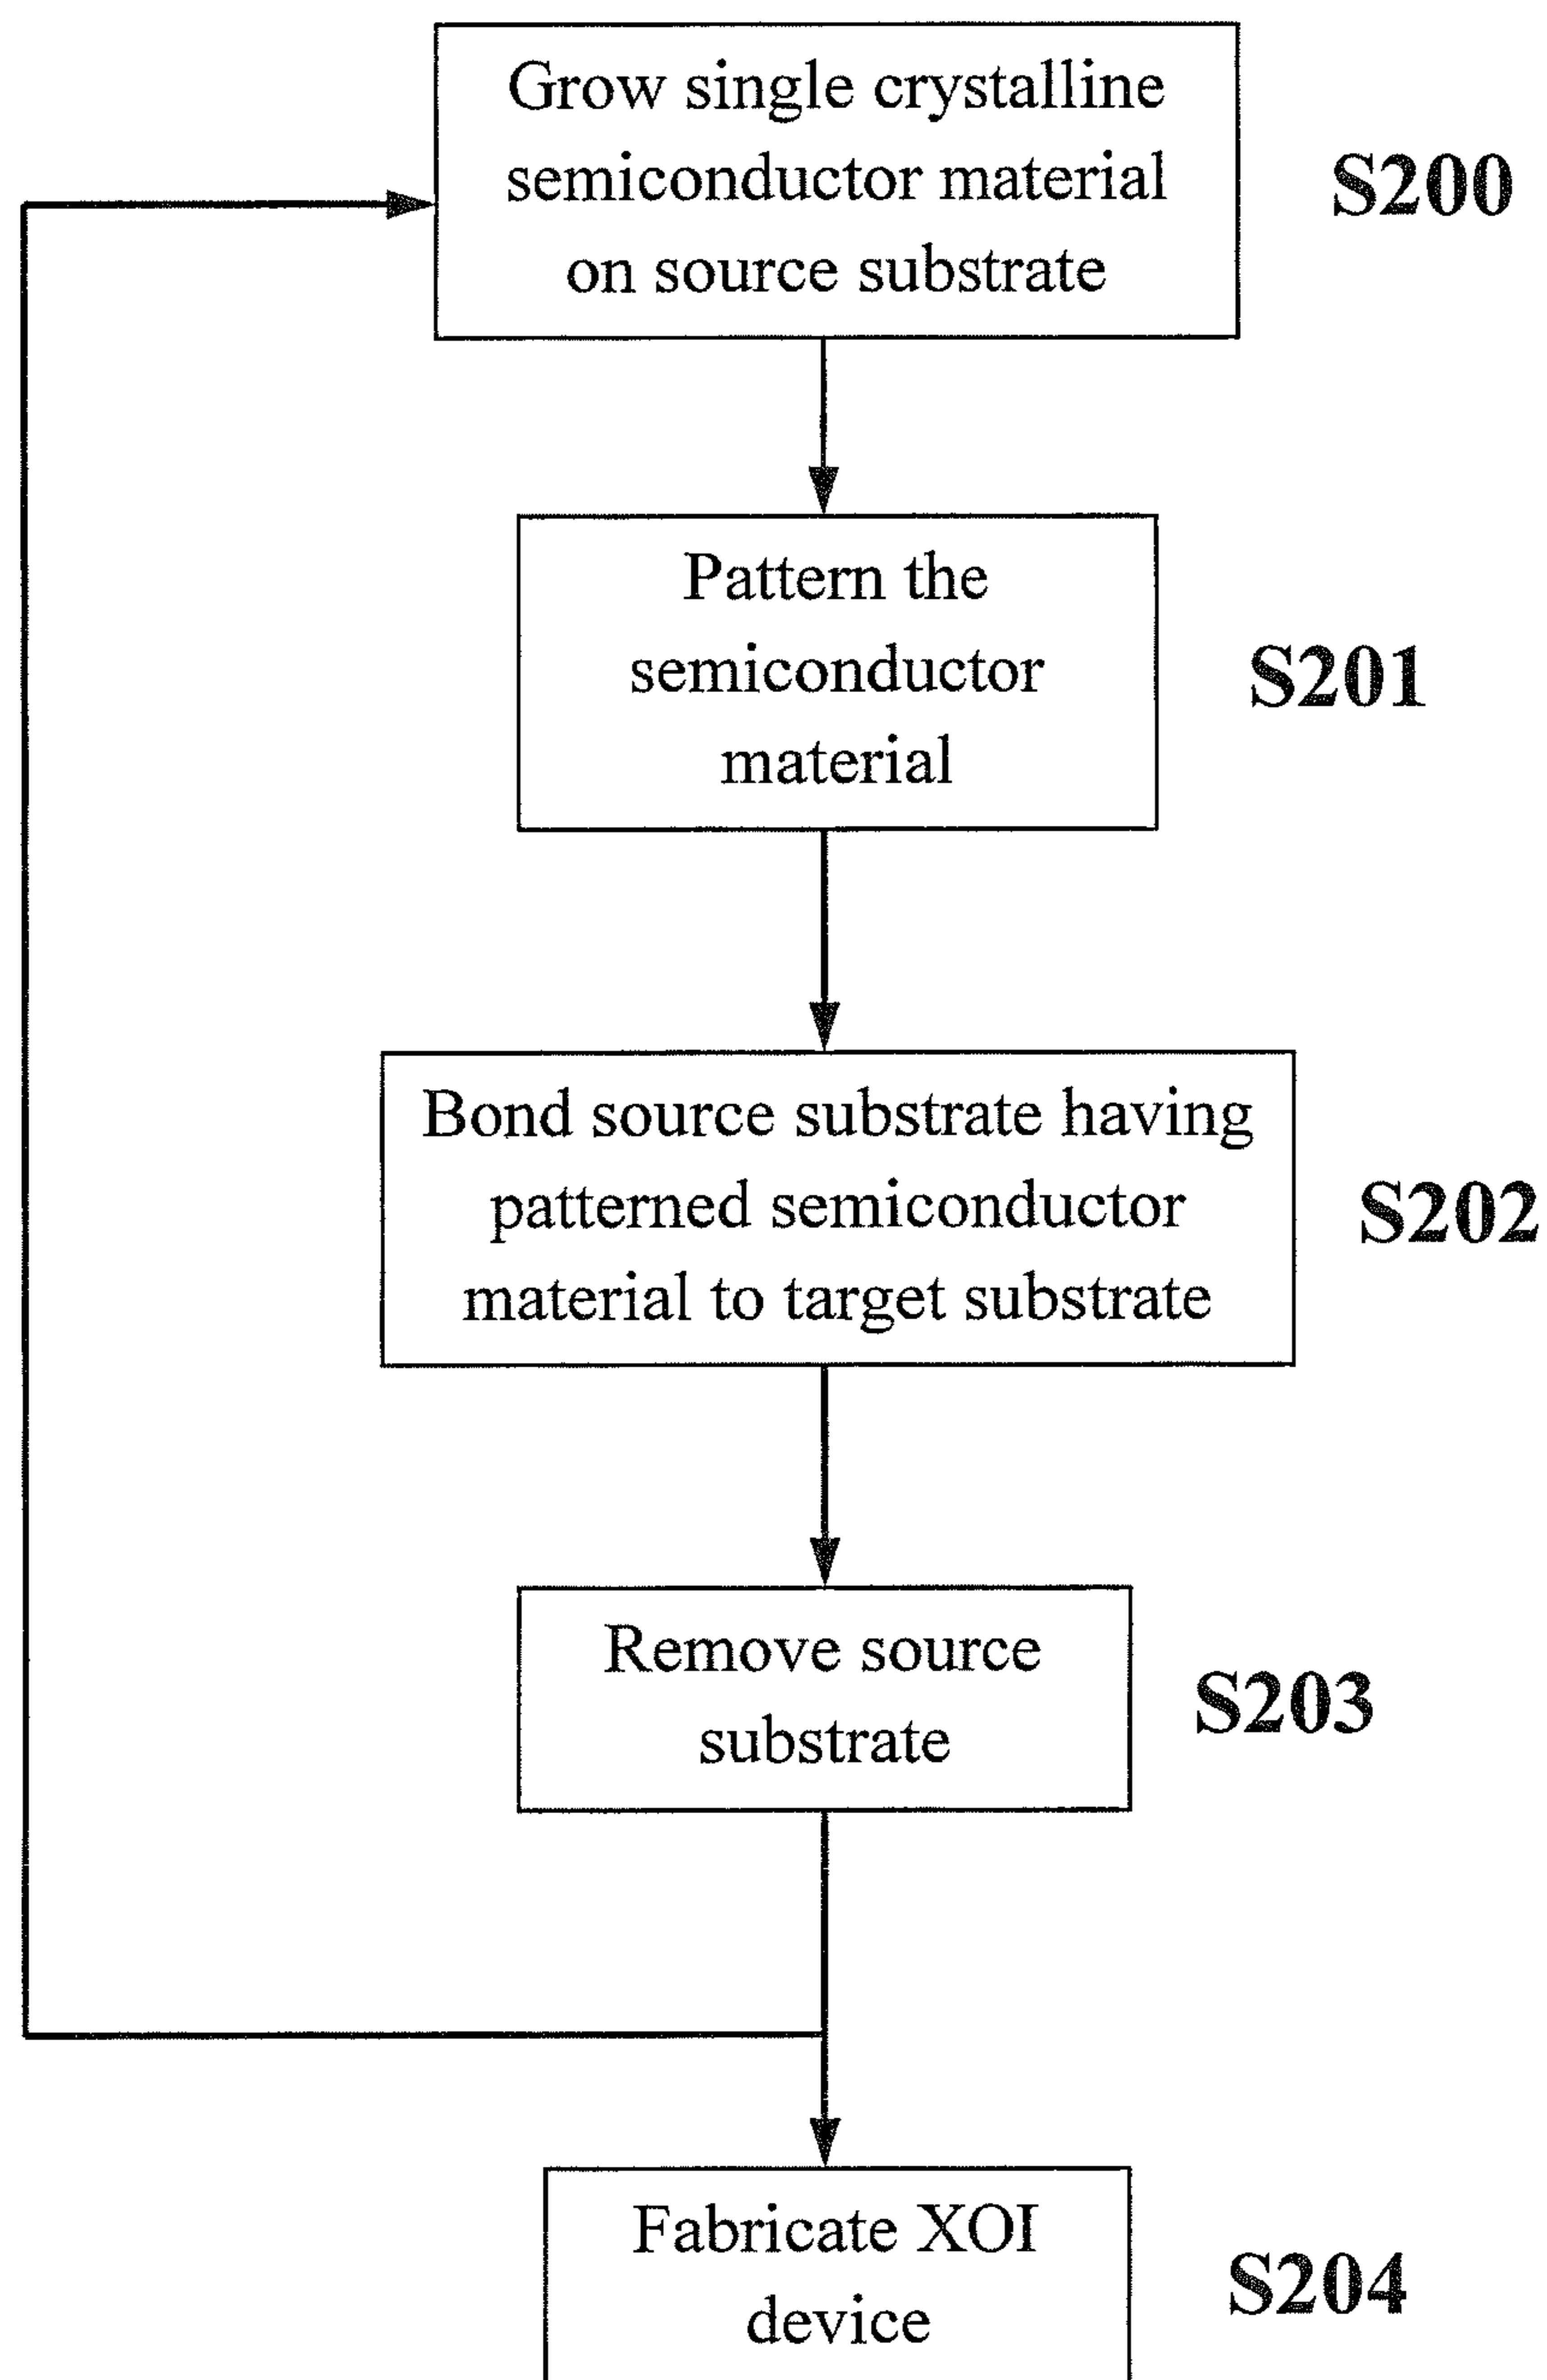 Grow single crystalline
semiconductor material
on source substrate
S200
Pattern the
semiconductor
material
S201
Bond source substrate having
patterned semiconductor
material to target substrate
S202
Remove source
substrate
S203
Fabricate XOI
device
S204